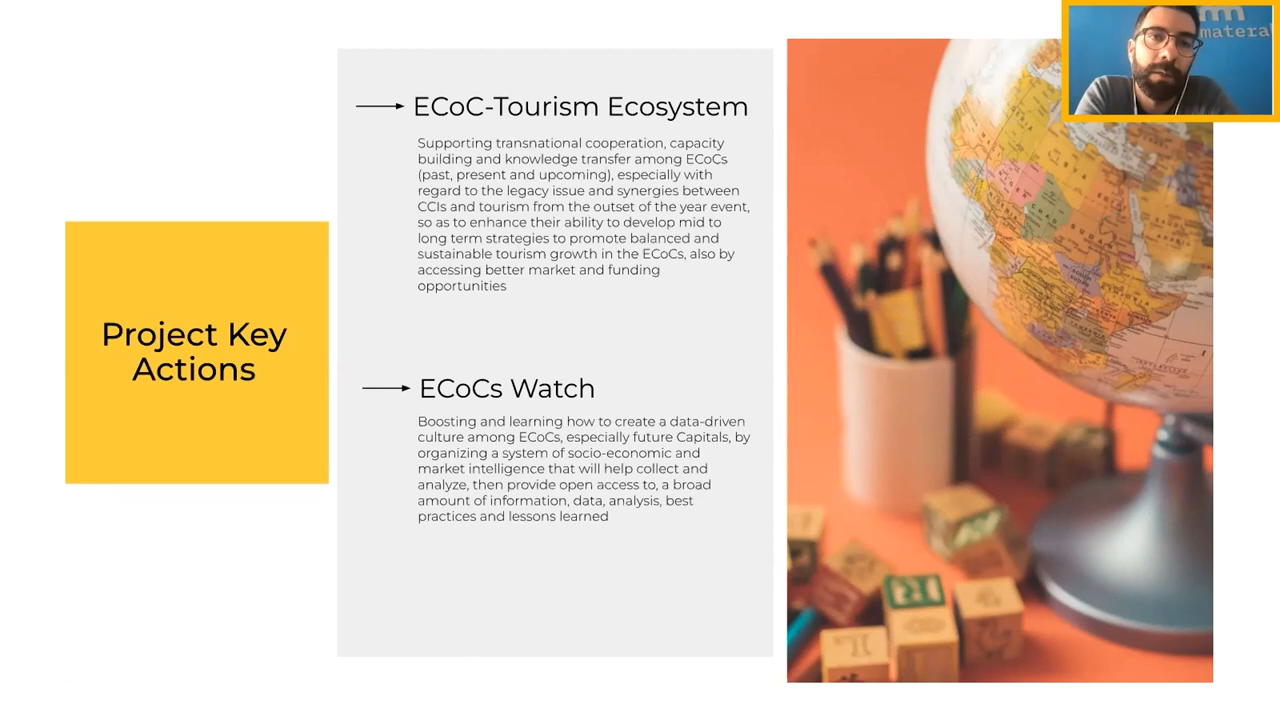 Project Key
Actions
ECoC-Tourism Ecosystem
Supporting transnational cooperation, capacity
building and knowledge transfer among ECoCs
(past, present and upcoming), especially with
regard to the legacy issue and synergies between
CCIs and tourism from the outset of the year event,
so as to enhance their ability to develop mid to
long term strategies to promote balanced and
sustainable tourism growth in the ECoCs, also by
accessing better market and funding
opportunities
ECoCs Watch
Boosting and learning how to create a data-driven
culture among ECoCs, especially future Capitals, by
organizing a system of socio-economic and
market intelligence that will help collect and
analyze, then provide open access to, a broad
amount of information, data, analysis, best
practices and lessons learned
matera
LIBYA
NIGER
CHAD
SUDAN
R